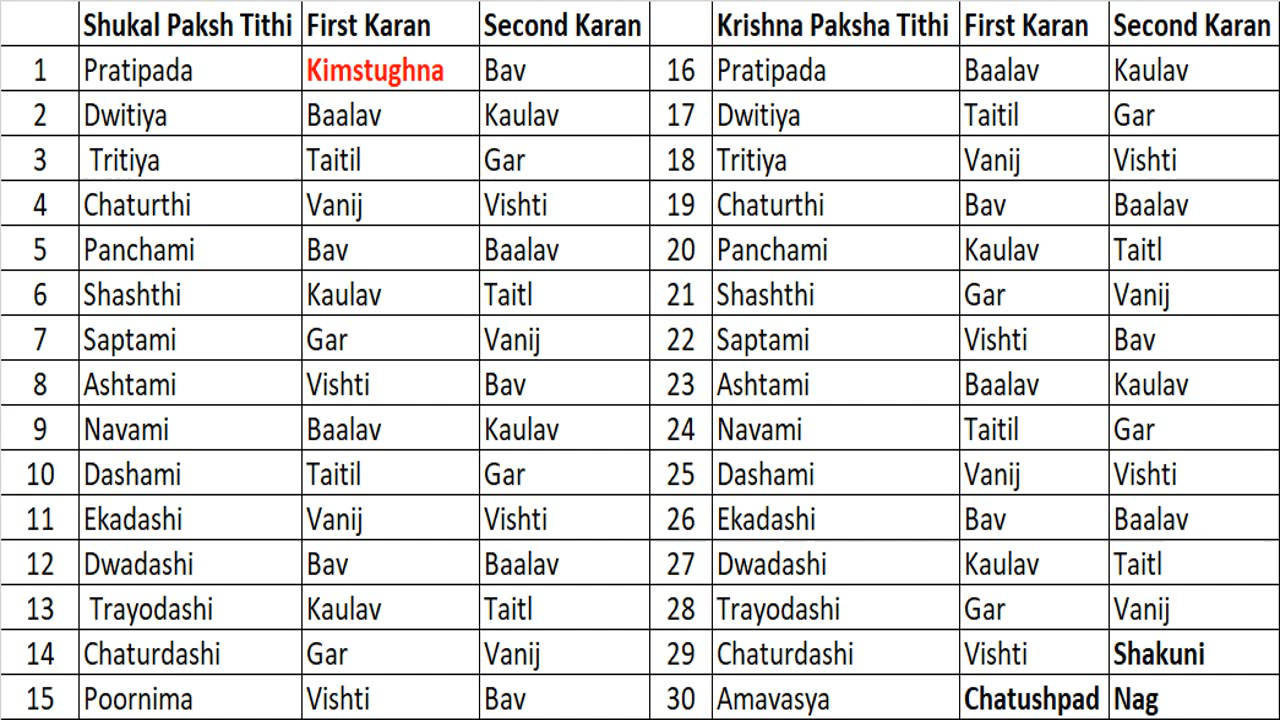 Shukal Paksh Tithi First Karan Second Karan Krishna Paksha Tithi First Karan Second Karan
1 Pratipada Kimstughna Bav 16 Pratipada Baalav Kaulav
2 Dwitiya Baalav Kaulav 17 Dwitiya Taitil Gar
3 Tritiya Taitil Gar 18 Tritiya Vanij Vishti
4 Chaturthi Vanij Vishti 19 Chaturthi Bav Baalav
5 Panchami Bav Baalav 20 Panchami Kaulav Taitl
6 Shashthi Kaulav Taitl 21 Shashthi Gar Vanij
7 Saptami Gar Vanij 22 Saptami Vishti Bav
8 Ashtami Vishti Bav 23 Ashtami Baalav Kaulav
9 Navami Baalav Kaulav 24 Navami Taitil Gar
10 Dashami Taitil Gar 25 Dashami Vanij Vishti
11 Ekadashi Vanij Vishti 26 Ekadashi Bav Baalav
12 Dwadashi Bav Baalav 27 Dwadashi Kaulav Taitl
13 Trayodashi Kaulav Taitl 28 Trayodashi Gar Vanij
14 Chaturdashi Gar Vanij 29 Chaturdashi Vishti Shakuni
15 Poornima Vishti Bav 30 Amavasya Chatushpad Nag